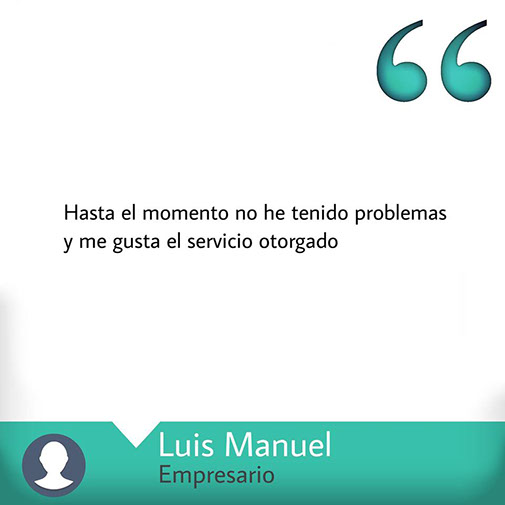 Hasta el momento no he tenido problemas
y me gusta el servicio otorgado
Luis Manuel
Empresario